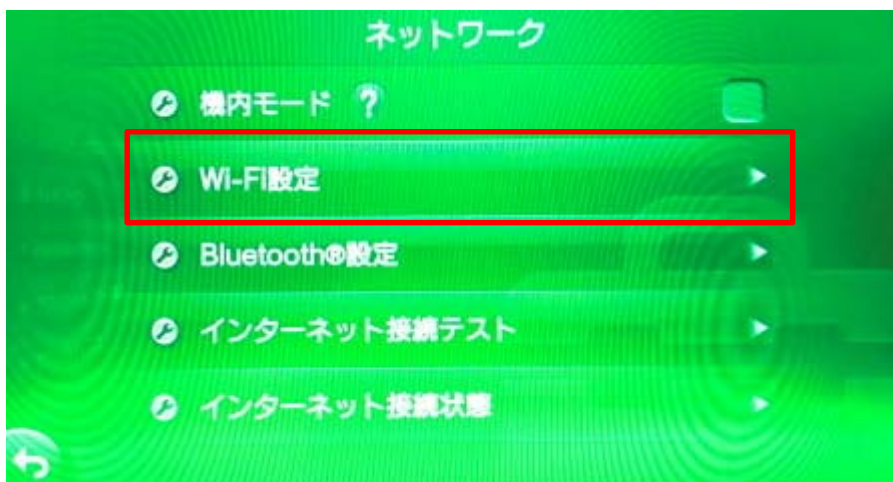 ネットワーク
機内モード ?
Wi-Fi設定
Bluetooth®設定
インターネット接続テスト
インターネット接続状態